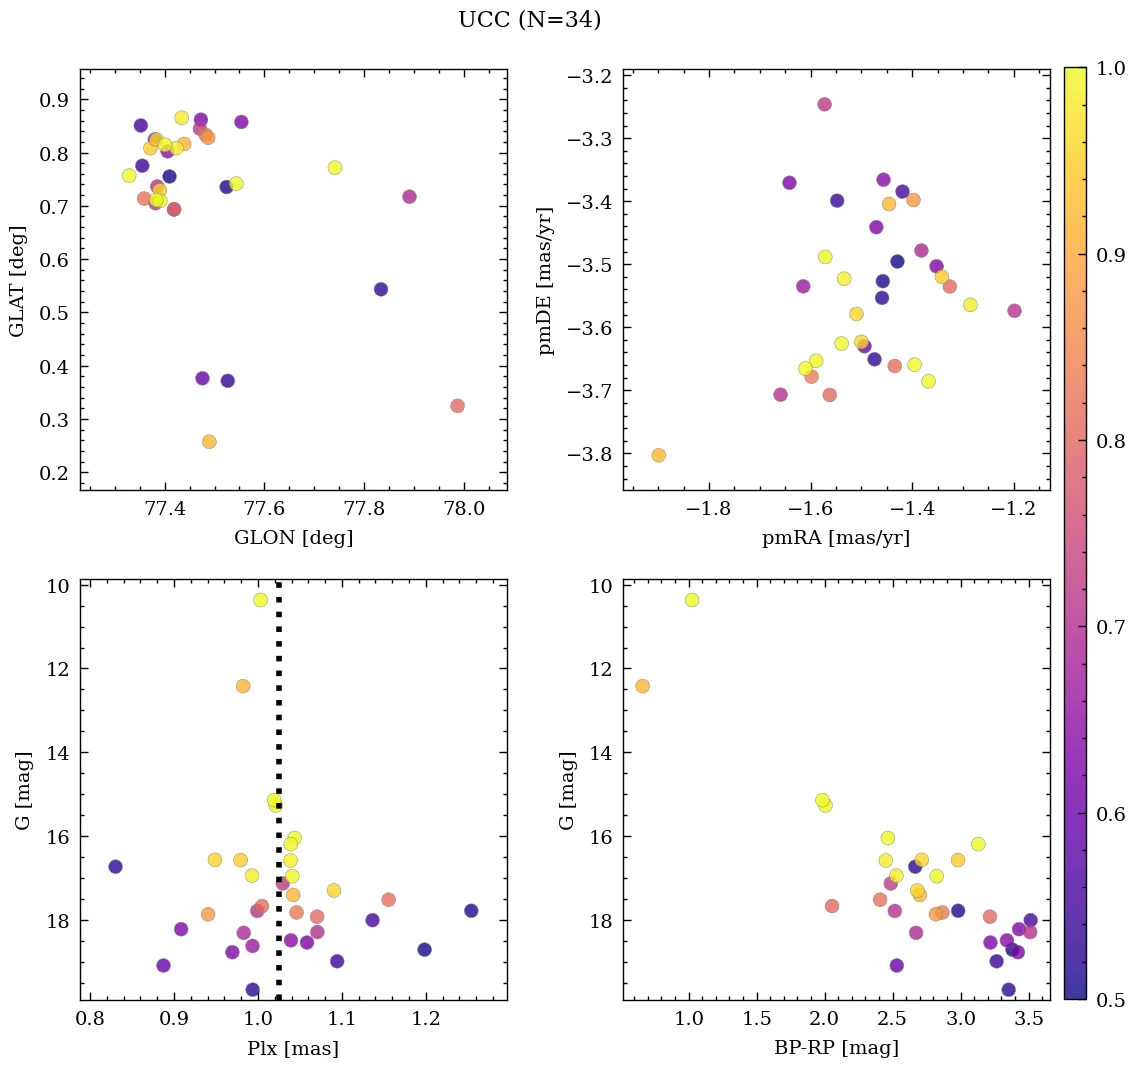 UCC (N=34)
0.9
0.8
0.7
0.6
0.5
0.4
0.3
0.2
GLAT [deg]
77.4 77.6 77.8 78.0
GLON [deg]
−3.2
−3.3
−3.4
−3.5
−3.6
−3.7
−3.8
pmDE [mas/yr]
−1.8 −1.6 −1.4 −1.2
pmRA [mas/yr]
10
12
14
16
18
G [mag]
0.8 0.9 1.0 1.1 1.2
Plx [mas]
10
12
14
16
18
G [mag]
1.0 1.5 2.0 2.5 3.0 3.5
BP-RP [mag]
1.0
0.9
0.8
0.7
0.6
0.5